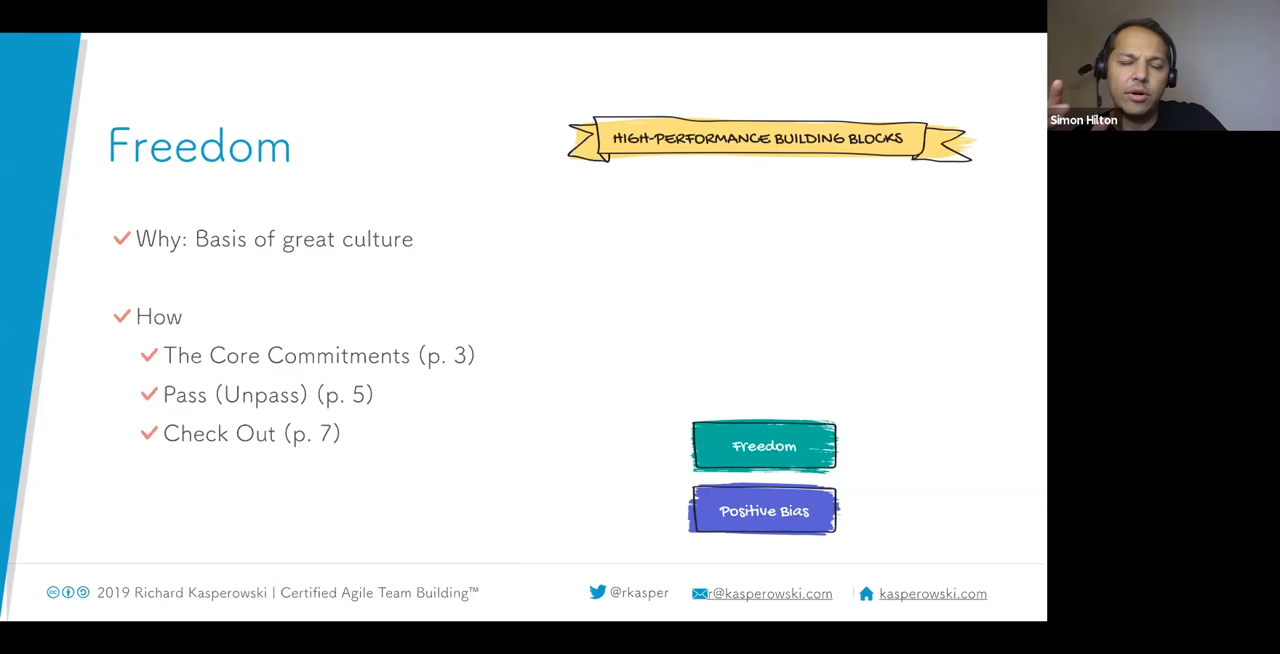 Freedom
HIGH-PERFORMANCE BUILDING BLOCKS
Why: Basis of great culture
How
The Core Commitments (p. 3)
Pass (Unpass) (p. 5)
Check Out (p. 7)
Freedom
Positive Bias
2019 Richard Kasperowski | Certified Agile Team Building™
@rkasper
r@kasperowski.com
kasperowski.com
Simon Hilton